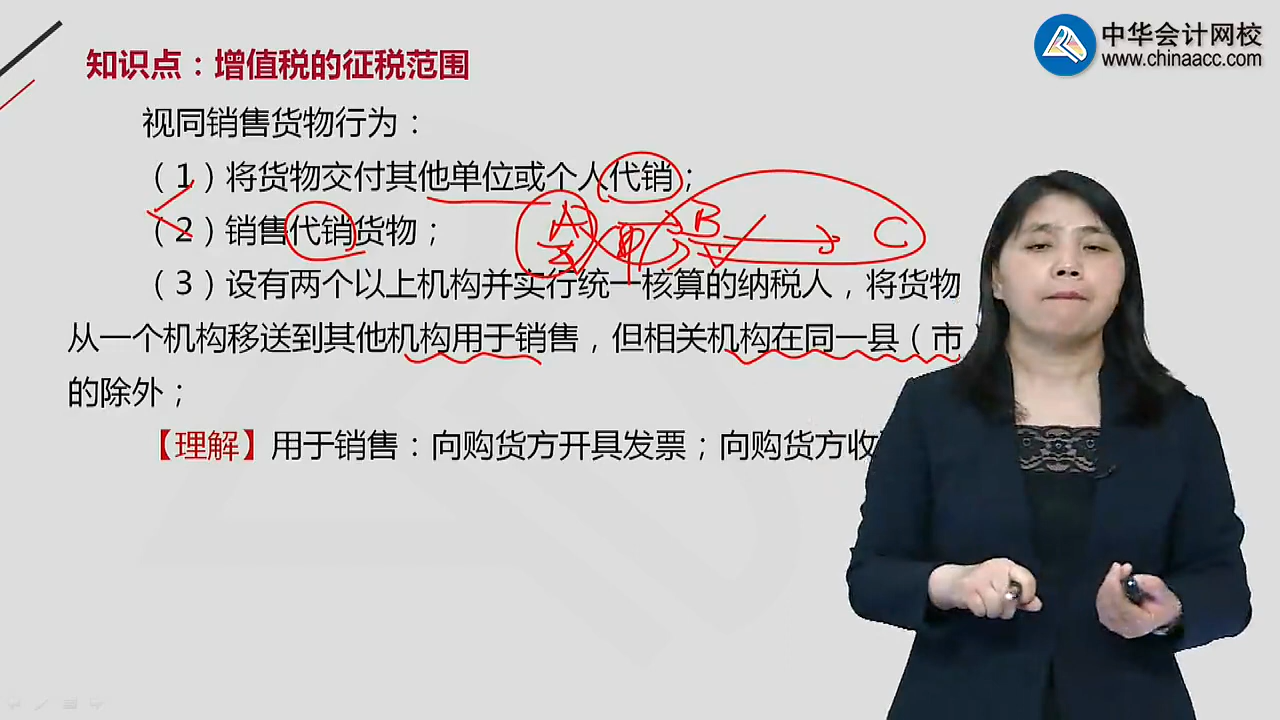 中华会计网校
www.chinaacc.com
知识点：增值税的征税范围
视同销售货物行为：
（1）将货物交付其他单位或个人代销；
（2）销售代销货物；
A B C
甲
（3）设有两个以上机构并实行统一核算的纳税人，将货物
从一个机构移送到其他机构用于销售，但相关机构在同一县（市）
的除外；
【理解】用于销售：向购货方开具发票；向购货方收